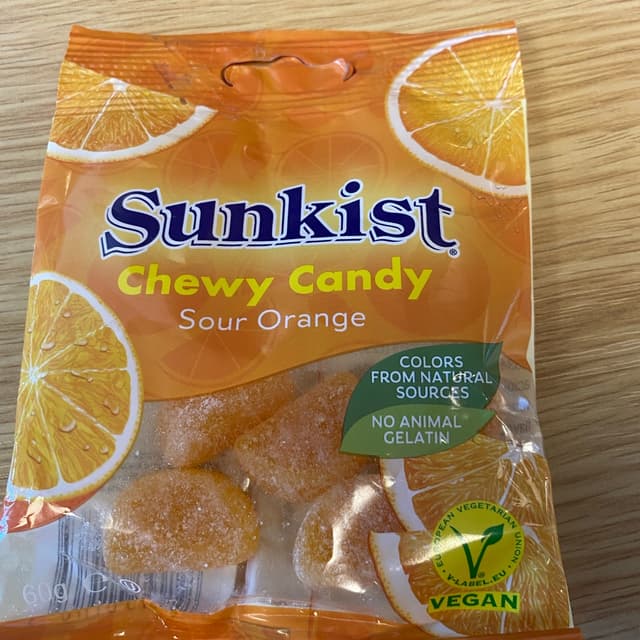 Sunkist®
Chewy Candy
Sour Orange
COLORS
FROM NATURAL
SOURCES
NO ANIMAL
GELATIN
EUROPEAN VEGETARIAN UNION
V-LABEL.EU
VEGAN
60g ℮